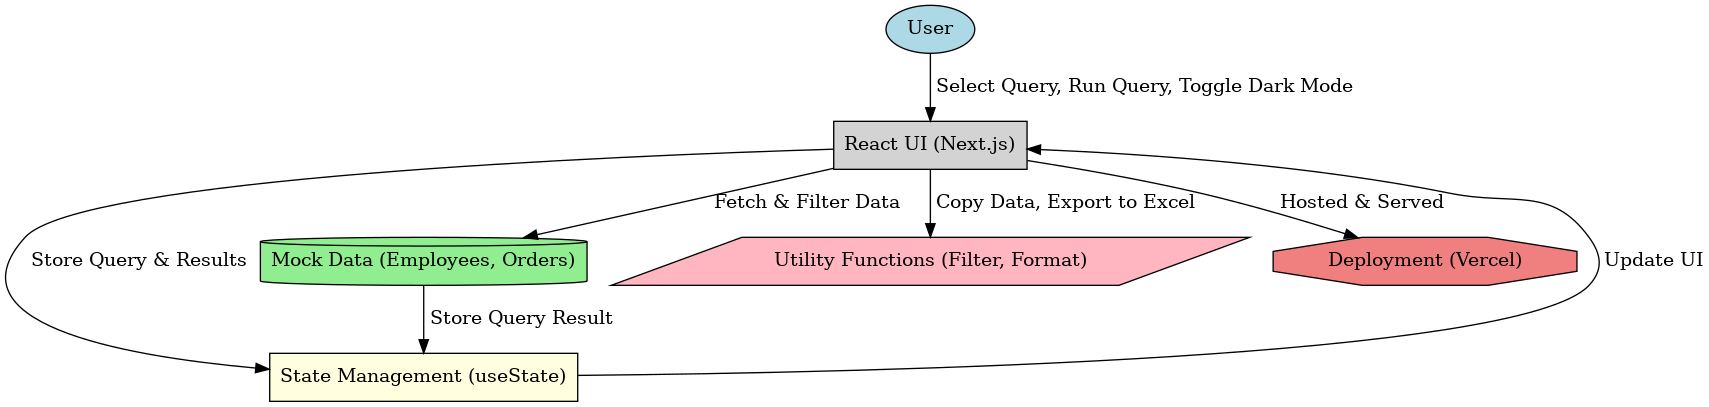 User
Select Query, Run Query, Toggle Dark Mode
React UI (Next.js)
Fetch & Filter Data
Copy Data, Export to Excel
Hosted & Served
Store Query & Results
Mock Data (Employees, Orders)
Utility Functions (Filter, Format)
Deployment (Vercel)
Update UI
Store Query Result
State Management (useState)